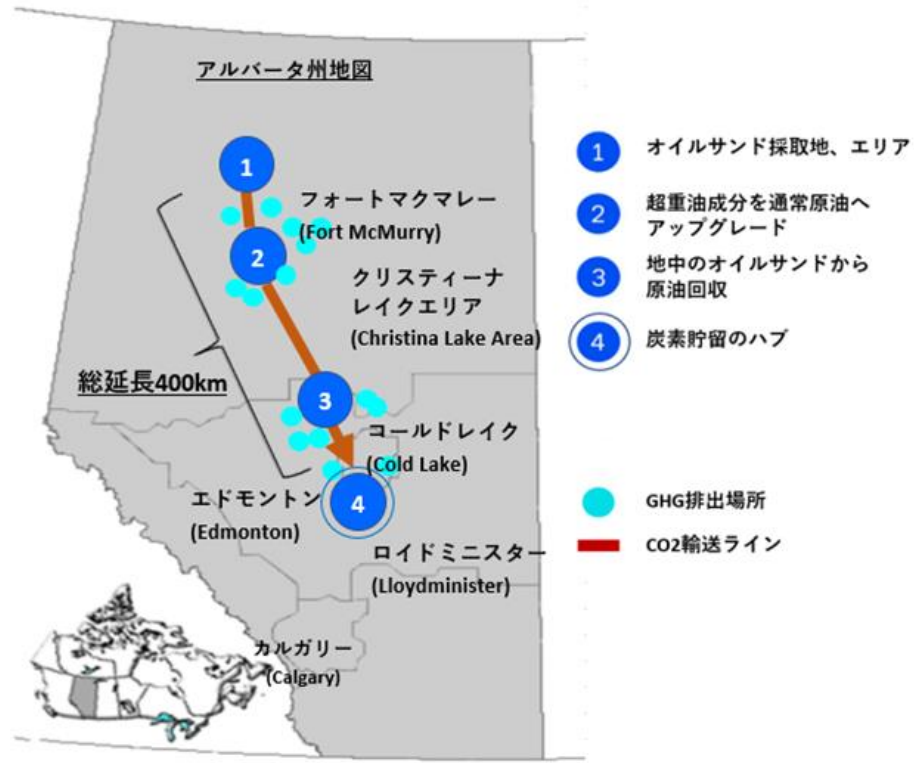 アルバータ州地図
1
フォートマクマレー
(Fort McMurry)
2
クリスティーナ
レイクエリア
(Christina Lake Area)
総延長400km
3
コールドレイク
(Cold Lake)
エドモントン
(Edmonton)
4
ロイドミニスター
(Lloydminister)
カルガリー
(Calgary)
1
オイルサンド採取地、エリア
2
超重油成分を通常原油へ
アップグレード
3
地中のオイルサンドから
原油回収
4
炭素貯留のハブ
GHG排出場所
CO2輸送ライン